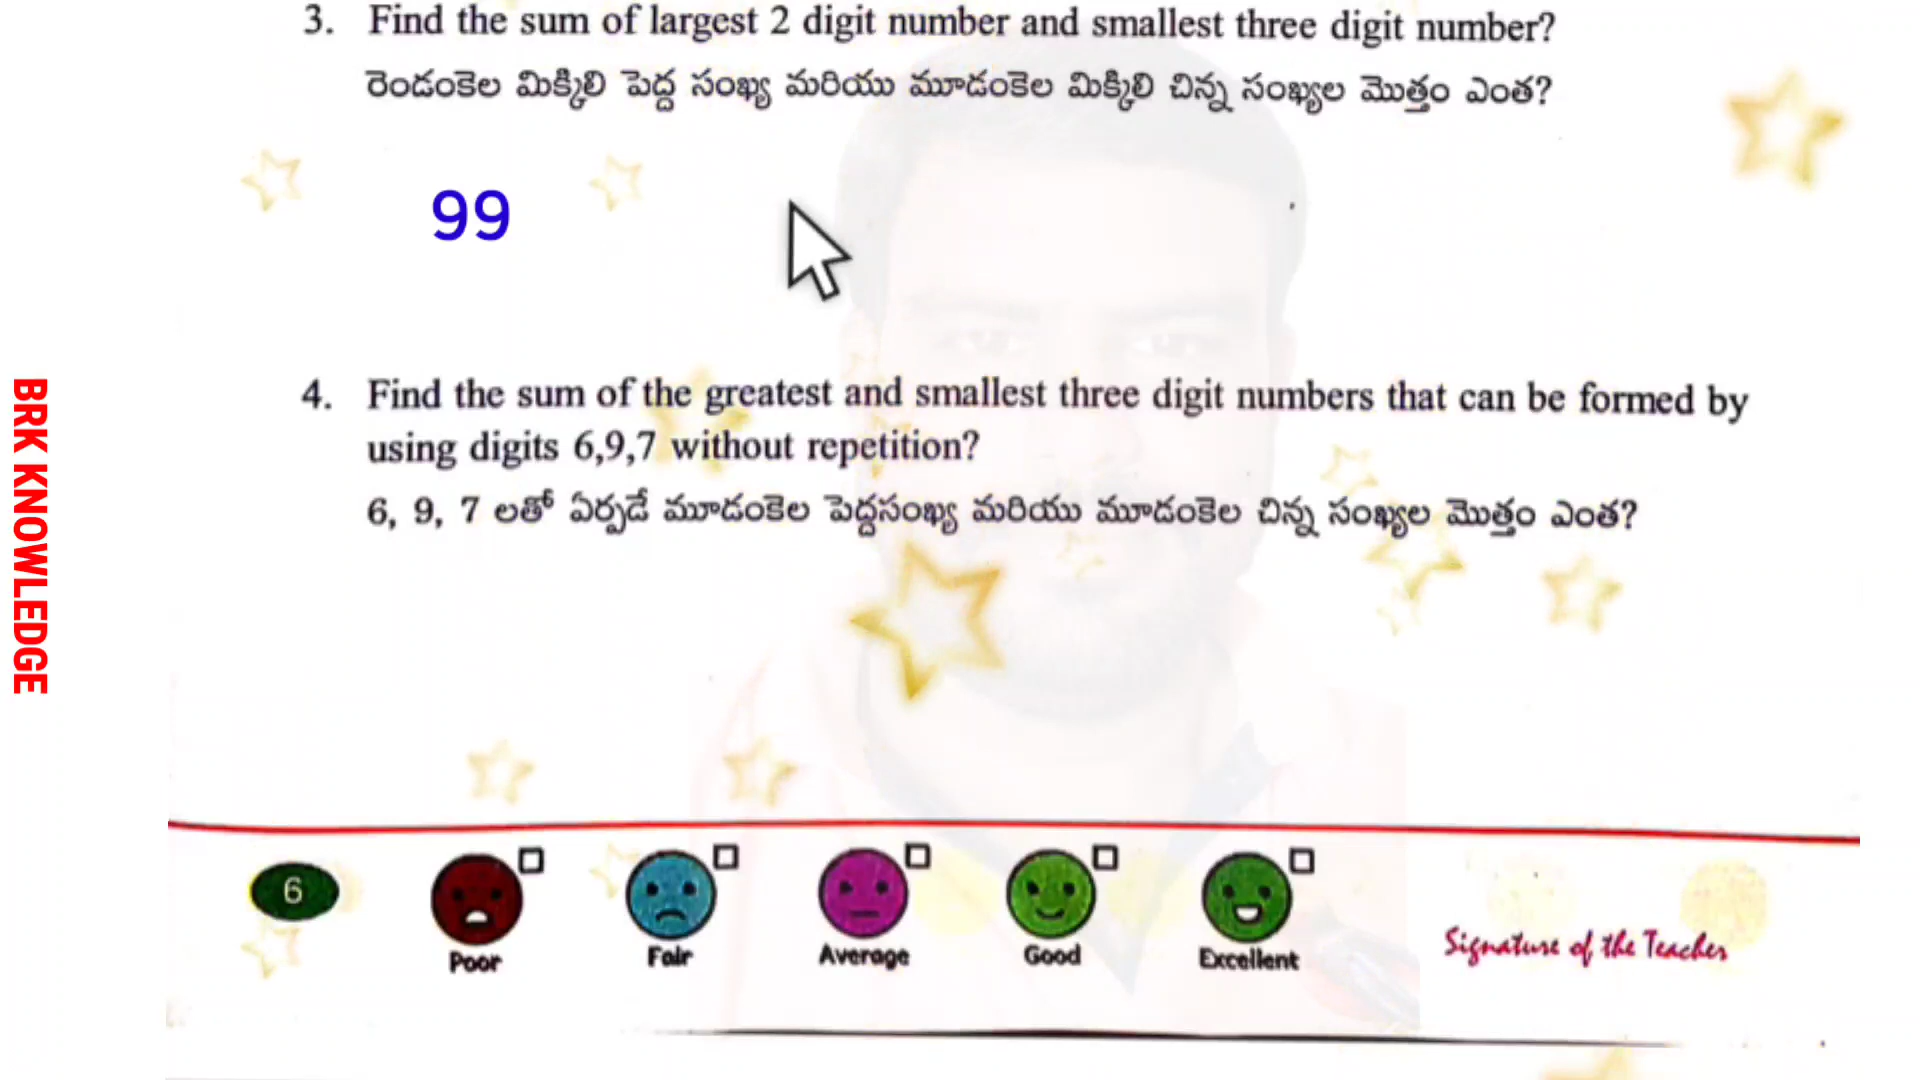 3. Find the sum of largest 2 digit number and smallest three digit number?
రెండంకెల మిక్కిలి పెద్ద సంఖ్య మరియు మూడంకెల మిక్కిలి చిన్న సంఖ్యల మొత్తం ఎంత?
99
4. Find the sum of the greatest and smallest three digit numbers that can be formed by
using digits 6,9,7 without repetition?
6, 9, 7 లతో ఏర్పడే మూడంకెల పెద్దసంఖ్య మరియు మూడంకెల చిన్న సంఖ్యల మొత్తం ఎంత?
BRK KNOWLEDGE
6
Poor Fair Average Good Excellent
Signature of the Teacher